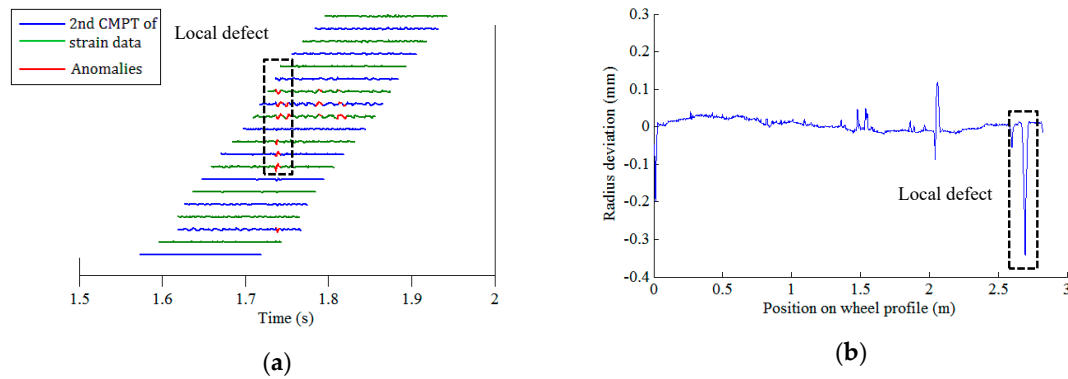 2nd CMPT of
strain data
Anomalies
Local defect
1.5 1.6 1.7 1.8 1.9 2
Time (s)
(a)
Radius deviation (mm)
0.3
0.2
0.1
0
-0.1
-0.2
-0.3
-0.4
Local defect
0 0.5 1 1.5 2 2.5 3
Position on wheel profile (m)
(b)